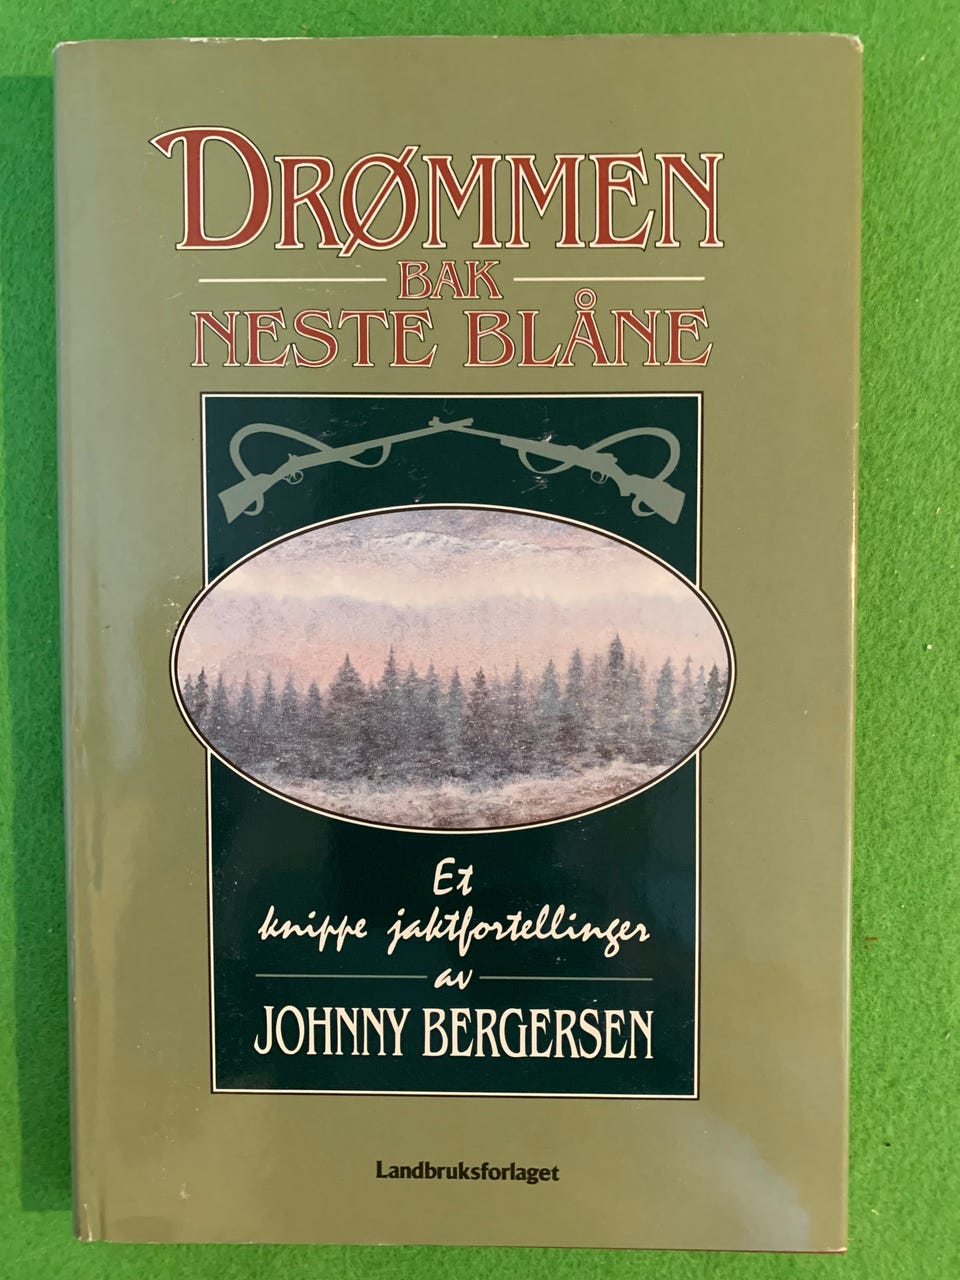 DRØMMEN
BAK
NESTE BLÅNE
Et
knippe jaktfortellinger
av
JOHNNY BERGERSEN
Landbruksforlaget